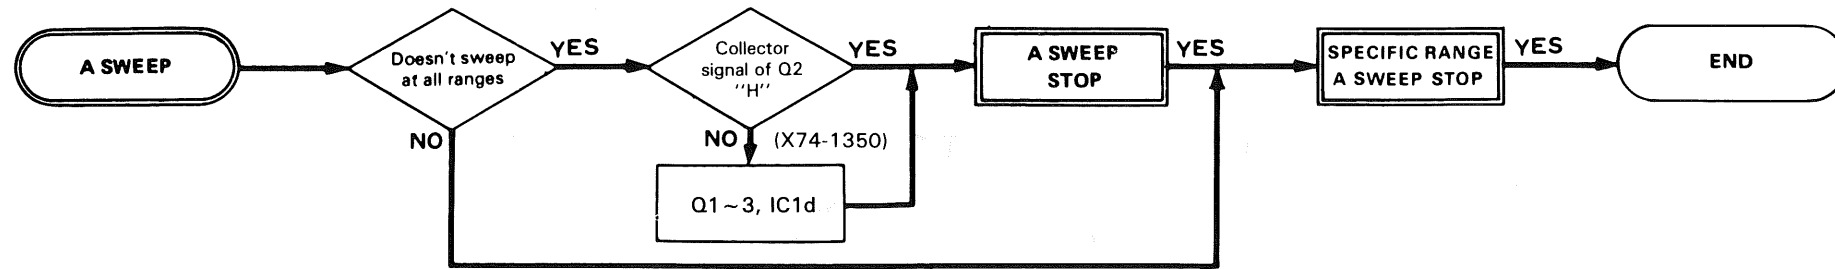 A SWEEP
Doesn't sweep
at all ranges
YES
NO
Collector
signal of Q2
''H''
YES
NO
(X74-1350)
Q1~3, IC1d
A SWEEP
STOP
YES
SPECIFIC RANGE
A SWEEP STOP
YES
END